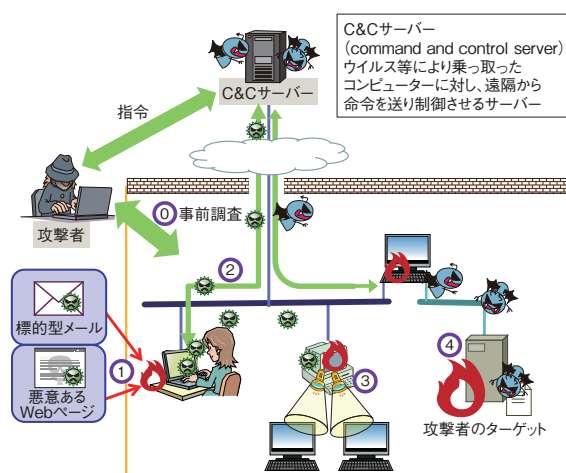 C&Cサーバー
(command and control server)
ウイルス等により乗っ取った
コンピューターに対し、遠隔から
命令を送り制御させるサーバー
C&Cサーバー
指令
攻撃者
⓪事前調査
②
標的型メール
①
悪意ある
Webページ
③
④
攻撃者のターゲット